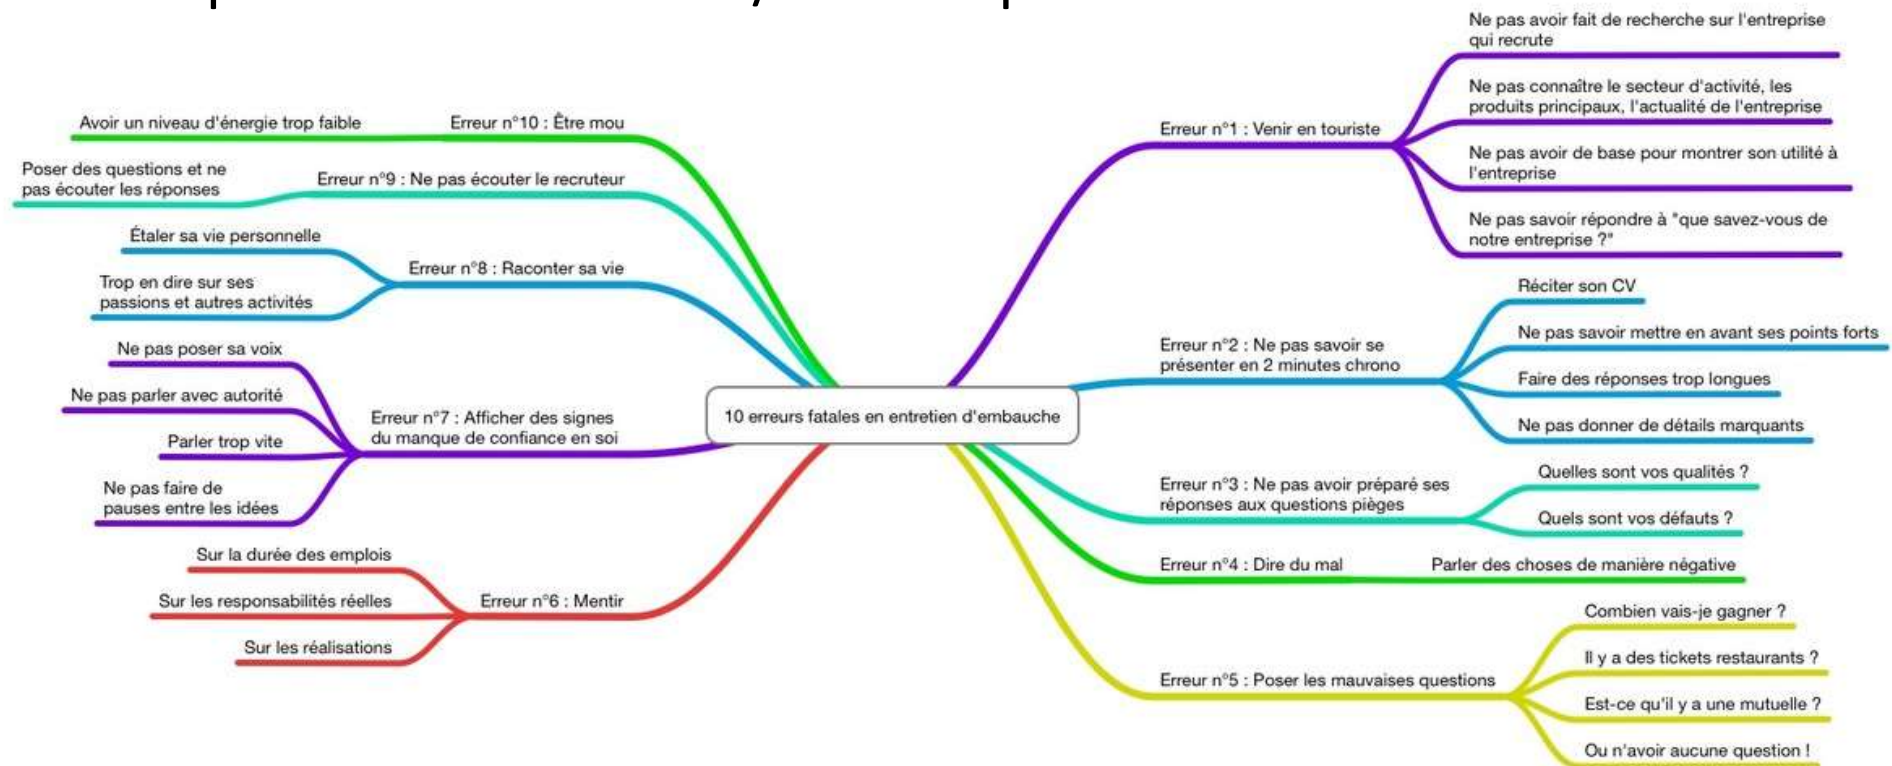 10 erreurs fatales en entretien d'embauche
Erreur n°1 : Venir en touriste
Ne pas avoir fait de recherche sur l'entreprise
qui recrute
Ne pas connaître le secteur d'activité, les
produits principaux, l'actualité de l'entreprise
Ne pas avoir de base pour montrer son utilité à
l'entreprise
Ne pas savoir répondre à "que savez-vous de
notre entreprise ?"
Erreur n°2 : Ne pas savoir se
présenter en 2 minutes chrono
Réciter son CV
Ne pas savoir mettre en avant ses points forts
Faire des réponses trop longues
Ne pas donner de détails marquants
Erreur n°3 : Ne pas avoir préparé ses
réponses aux questions pièges
Quelles sont vos qualités ?
Quels sont vos défauts ?
Erreur n°4 : Dire du mal
Parler des choses de manière négative
Erreur n°5 : Poser les mauvaises questions
Combien vais-je gagner ?
Il y a des tickets restaurants ?
Est-ce qu'il y a une mutuelle ?
Ou n'avoir aucune question !
Erreur n°6 : Mentir
Sur la durée des emplois
Sur les responsabilités réelles
Sur les réalisations
Erreur n°7 : Afficher des signes
du manque de confiance en soi
Ne pas poser sa voix
Ne pas parler avec autorité
Parler trop vite
Ne pas faire de
pauses entre les idées
Erreur n°8 : Raconter sa vie
Étaler sa vie personnelle
Trop en dire sur ses
passions et autres activités
Erreur n°9 : Ne pas écouter le recruteur
Poser des questions et ne
pas écouter les réponses
Erreur n°10 : Être mou
Avoir un niveau d'énergie trop faible